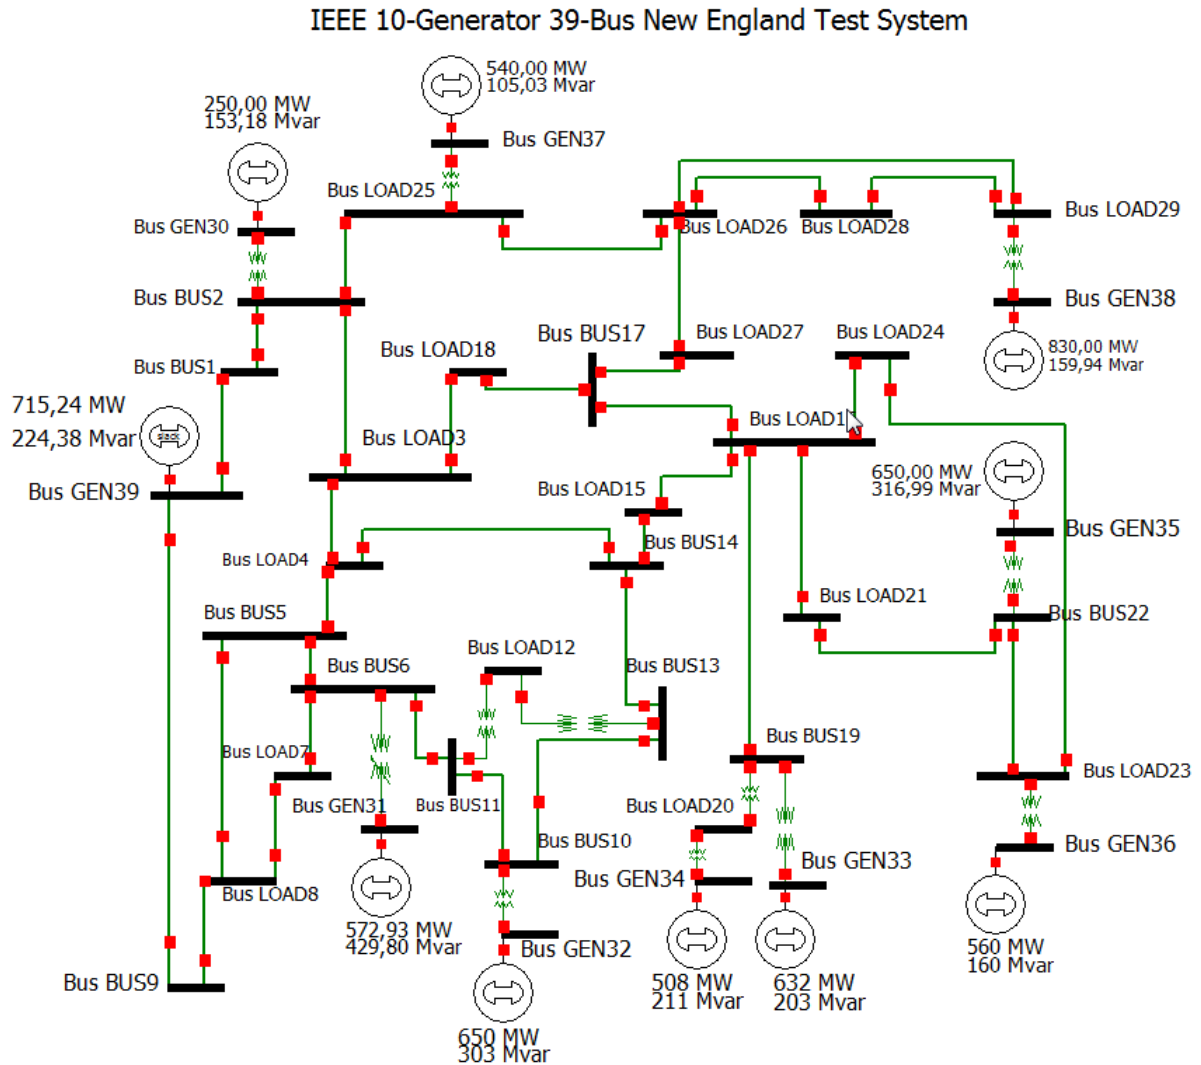 IEEE 10-Generator 39-Bus New England Test System
540,00 MW
105,03 Mvar
250,00 MW
153,18 Mvar
Bus GEN37
Bus LOAD25
Bus GEN30
Bus LOAD26
Bus LOAD28
Bus LOAD29
Bus BUS2
Bus GEN38
Bus BUS17
Bus LOAD27
Bus LOAD24
Bus LOAD18
Bus BUS1
830,00 MW
159,94 Mvar
715,24 MW
224,38 Mvar
slack
Bus LOAD1
Bus LOAD3
650,00 MW
316,99 Mvar
Bus GEN39
Bus LOAD15
Bus GEN35
Bus BUS14
Bus LOAD4
Bus LOAD21
Bus BUS5
Bus BUS22
Bus LOAD12
Bus BUS6
Bus BUS13
Bus BUS19
Bus LOAD7
Bus LOAD23
Bus GEN31
Bus BUS11
Bus LOAD20
Bus BUS10
Bus GEN36
Bus GEN33
Bus GEN34
Bus LOAD8
572,93 MW
429,80 Mvar
Bus GEN32
560 MW
160 Mvar
Bus BUS9
508 MW
211 Mvar
632 MW
203 Mvar
650 MW
303 Mvar